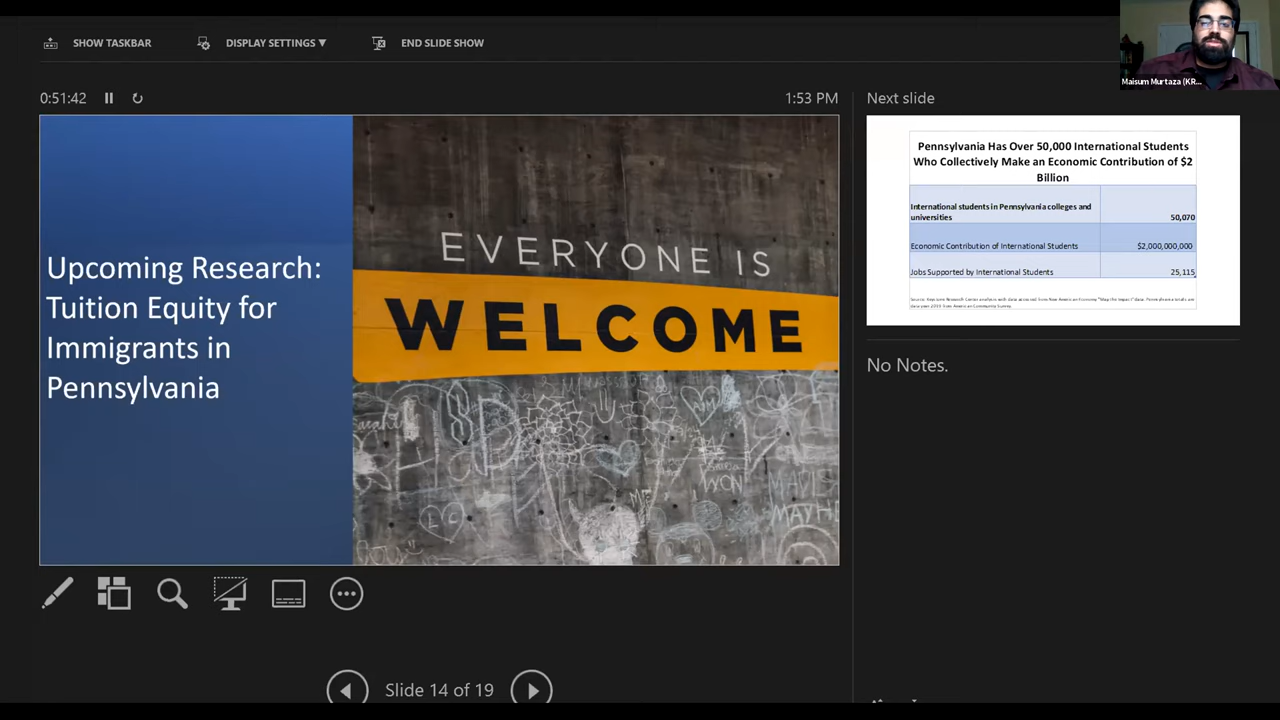 SHOW TASKBAR
DISPLAY SETTINGS ▼
END SLIDE SHOW
Maisum Murtaza (KR...
0:51:42
1:53 PM
Next slide
Upcoming Research:
Tuition Equity for
Immigrants in
Pennsylvania
EVERYONE IS
WELCOME
WON
ME
LC
Pennsylvania Has Over 50,000 International Students
Who Collectively Make an Economic Contribution of $2
Billion
International students in Pennsylvania colleges and
universities
50,070
Economic Contribution of International Students
$2,000,000,000
Jobs Supported by International Students
25,115
No Notes.
Slide 14 of 19